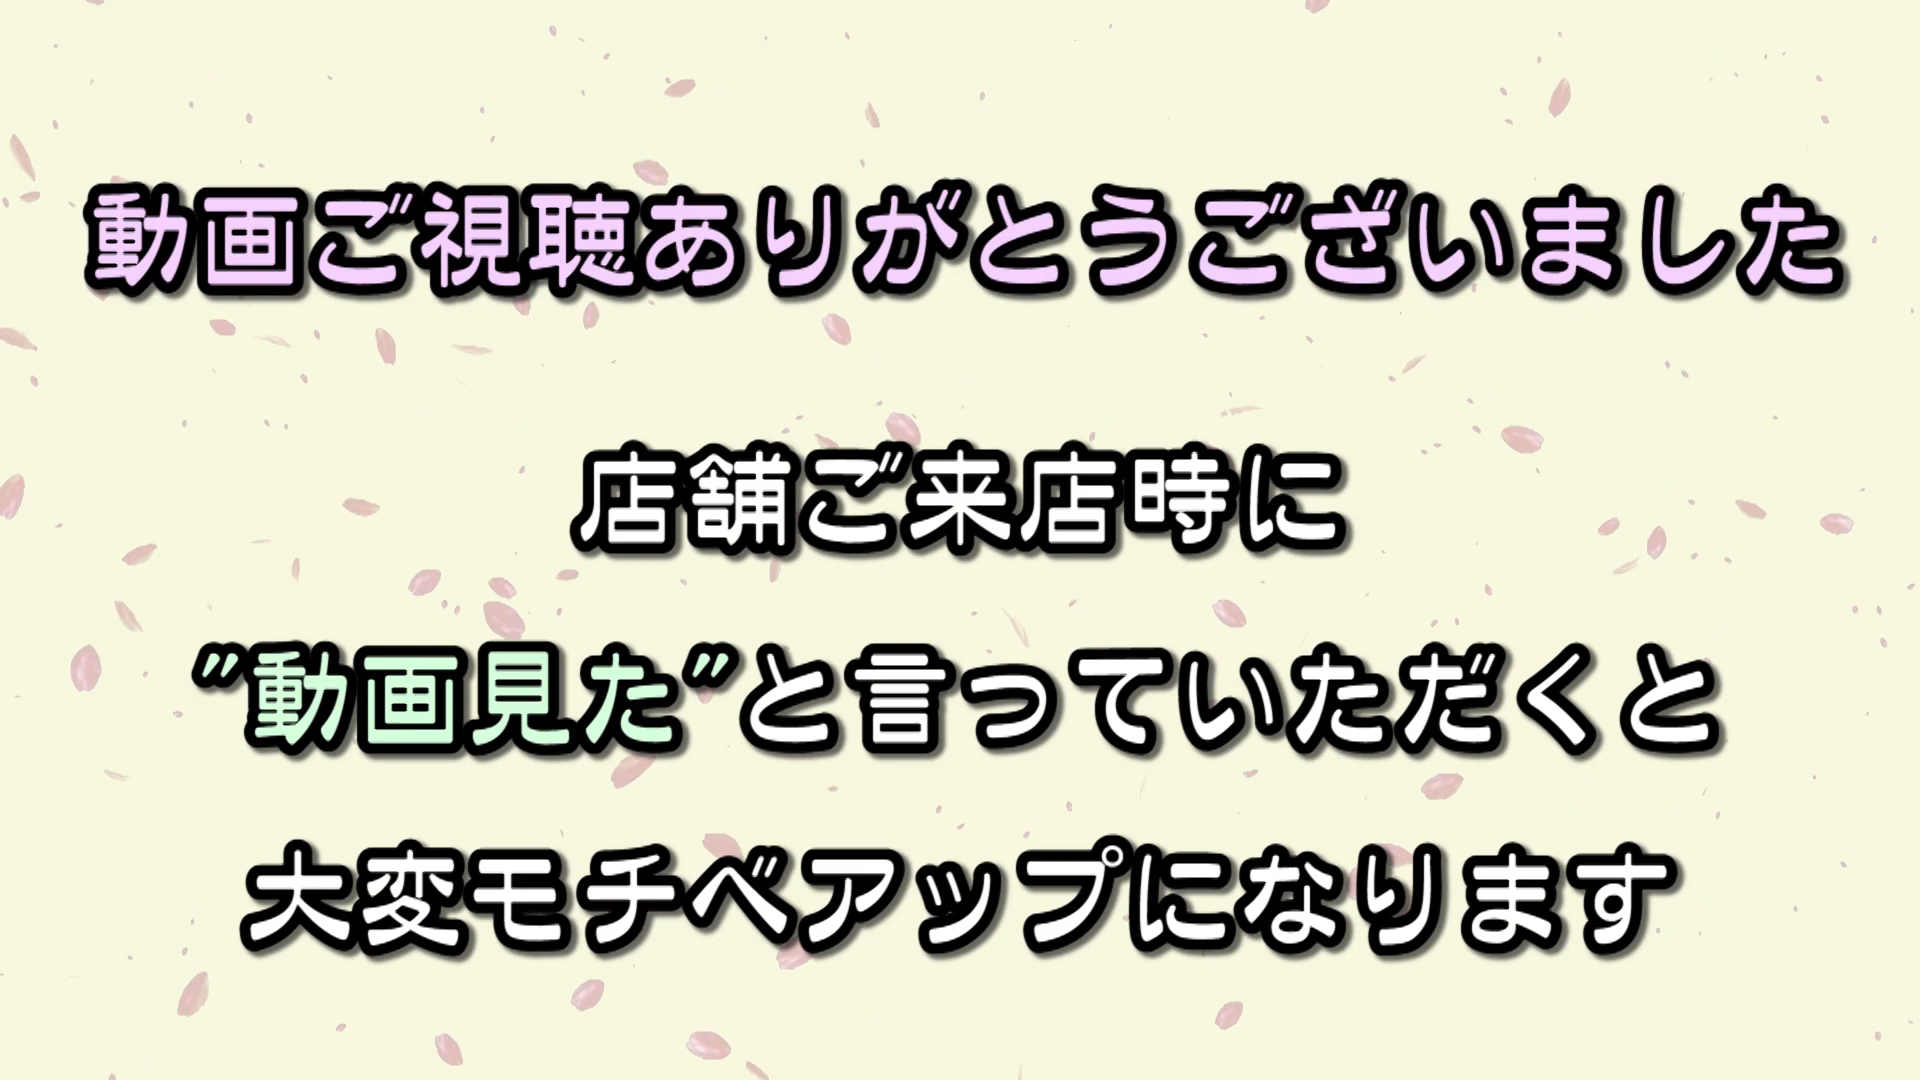 動画ご視聴ありがとうございました
店舗ご来店時に
"動画見た"と言っていただくと
大変モチベアップになります